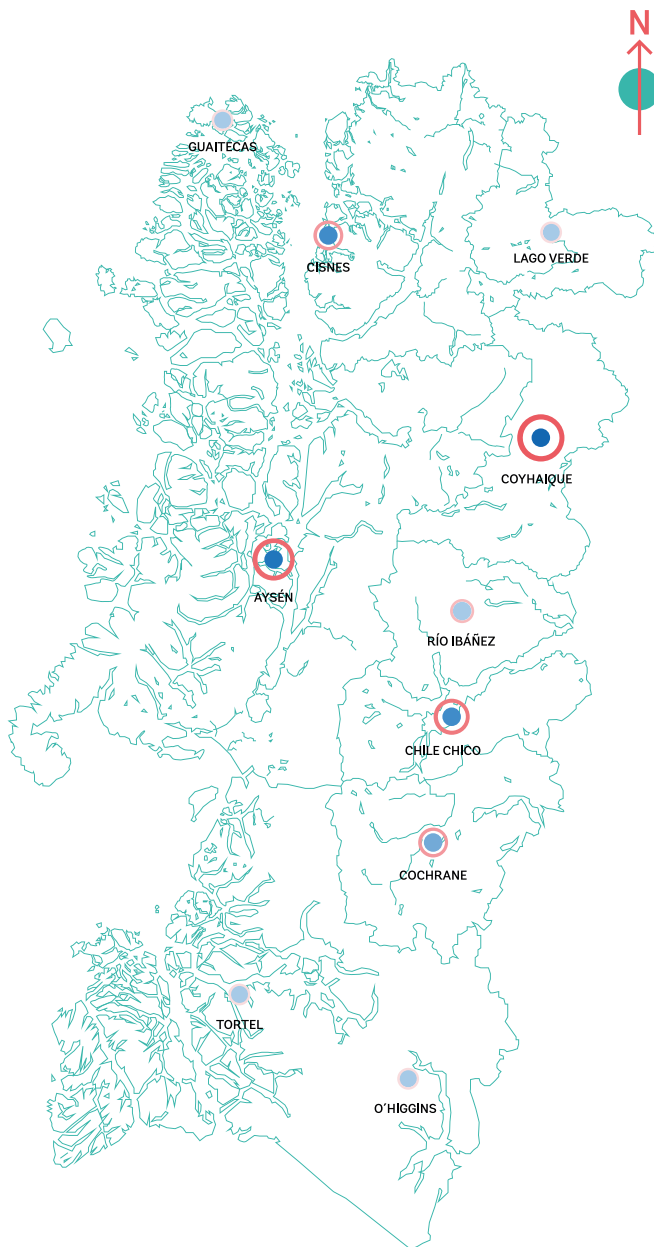 N
GUAITECAS
CISNES
LAGO VERDE
COYHAIQUE
AYSÉN
RÍO IBÁÑEZ
CHILE CHICO
COCHRANE
TORTEL
O´HIGGINS